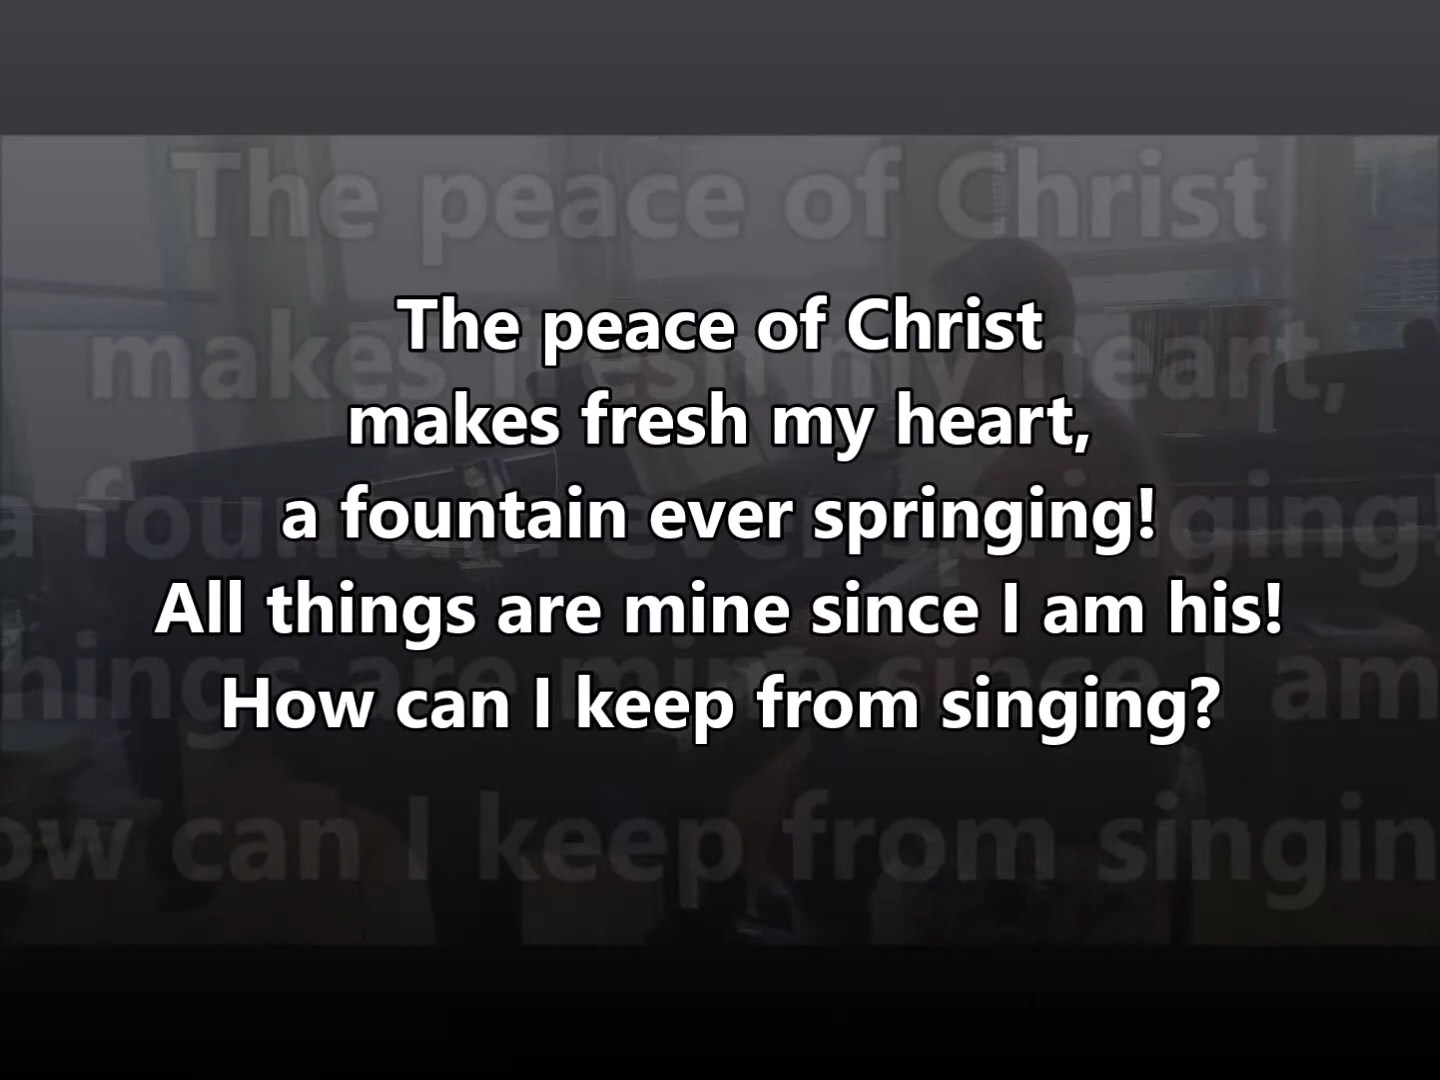 The peace of Christ
makes fresh my heart,
a fountain ever springing!
All things are mine since I am his!
How can I keep from singing?